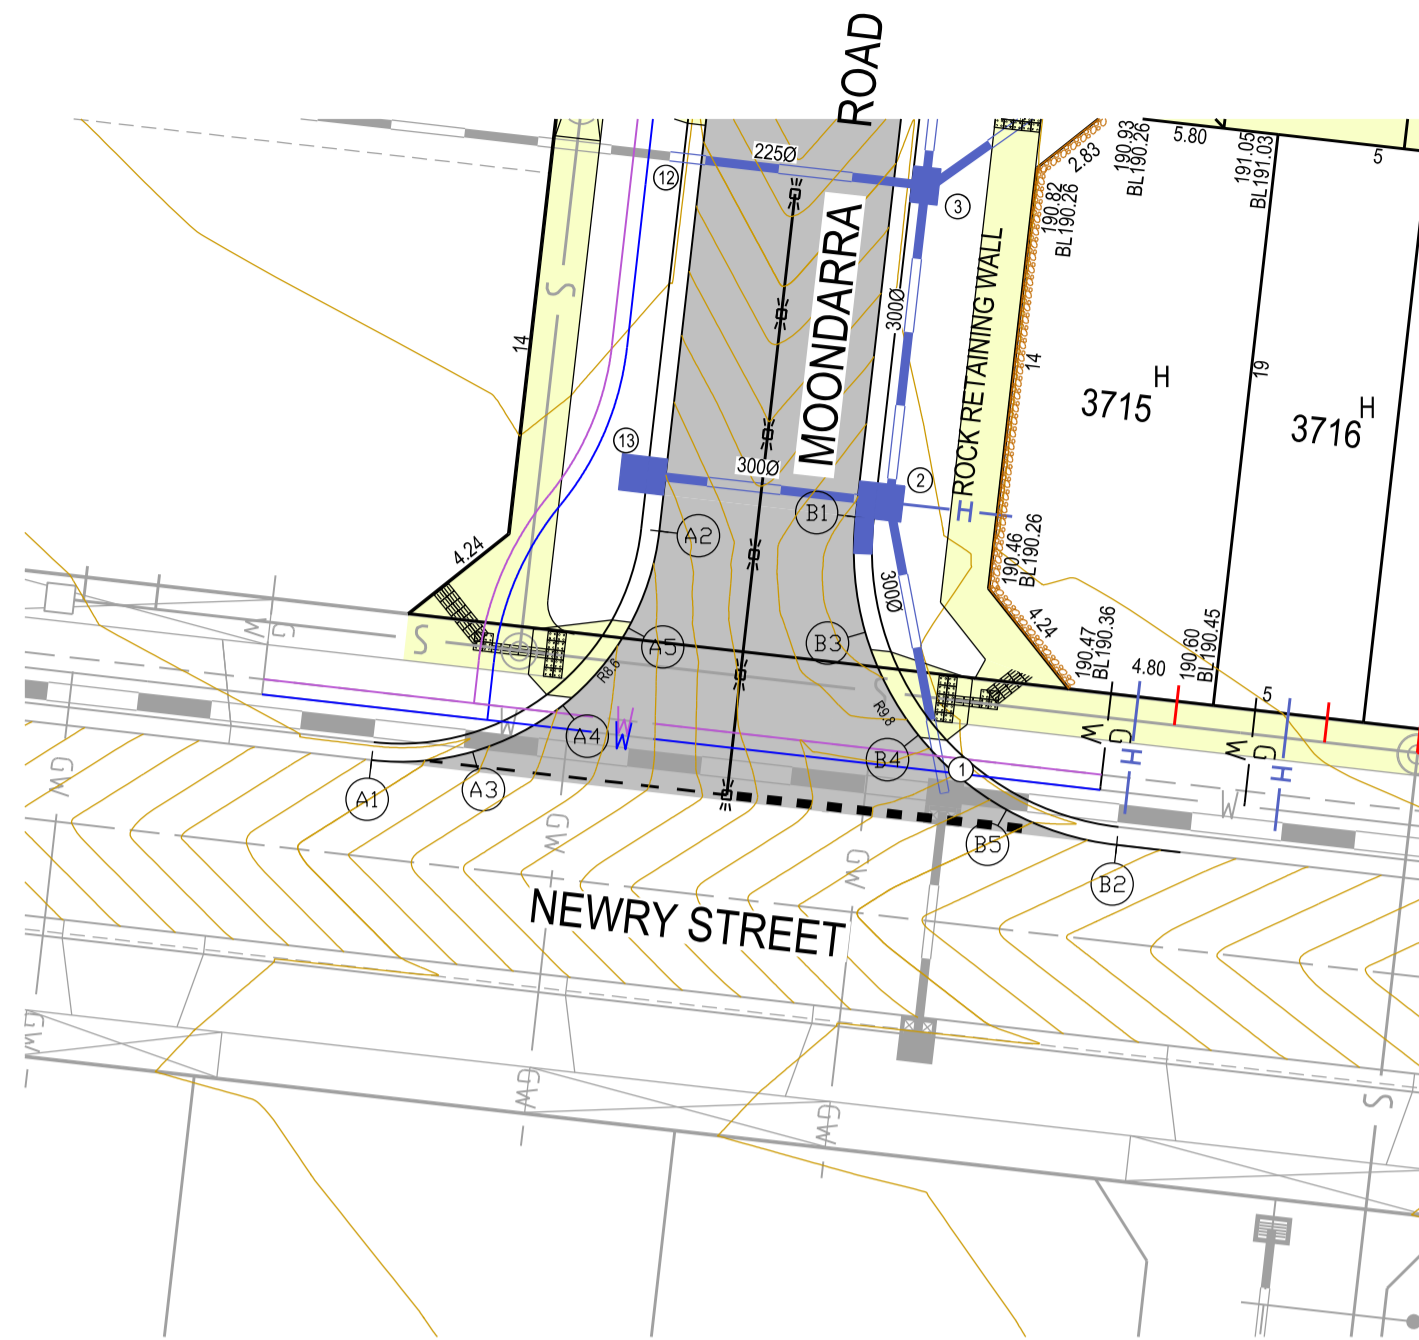 ROAD
MOONDARRA
225Ø
12
3
2.83
190.93
BL190.26
5.80
191.05
BL191.03
5
190.82
BL190.26
S
14
300Ø
ROCK RETAINING WALL
14
19
H
3715
H
3716
13
300Ø
2
H
B1
A2
190.46
BL190.26
4.24
300Ø
4.24
G
W
S
A5
B3
R8.6
S
R9.8
190.47
BL190.36
4.80
190.60
BL190.45
5
W
W
W
A4
B4
1
G
W
H
G
W
H
W
GW
A1
A3
GW
GW
B5
B2
NEWRY STREET
GW
GW
GW
S